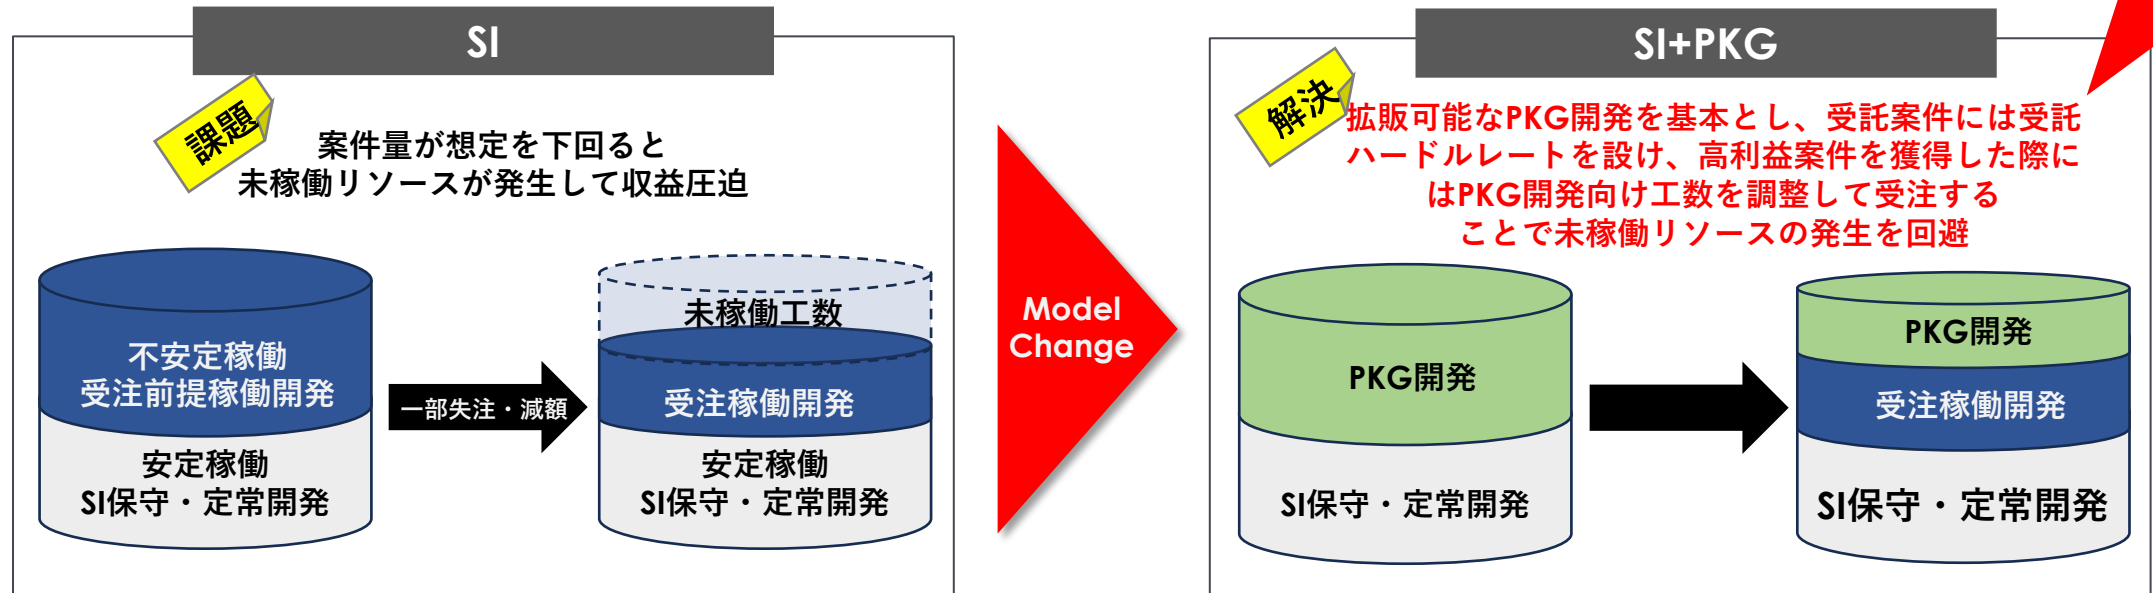 SI
課題
案件量が想定を下回ると
未稼働リソースが発生して収益圧迫
不安定稼働
受注前提稼働開発
安定稼働
SI保守・定常開発
一部失注・減額
未稼働工数
受注稼働開発
安定稼働
SI保守・定常開発
Model
Change
SI+PKG
解決
拡販可能なPKG開発を基本とし、受託案件には受託
ハードルレートを設け、高利益案件を獲得した際に
はPKG開発向け工数を調整して受注する
ことで未稼働リソースの発生を回避
PKG開発
SI保守・定常開発
PKG開発
受注稼働開発
SI保守・定常開発